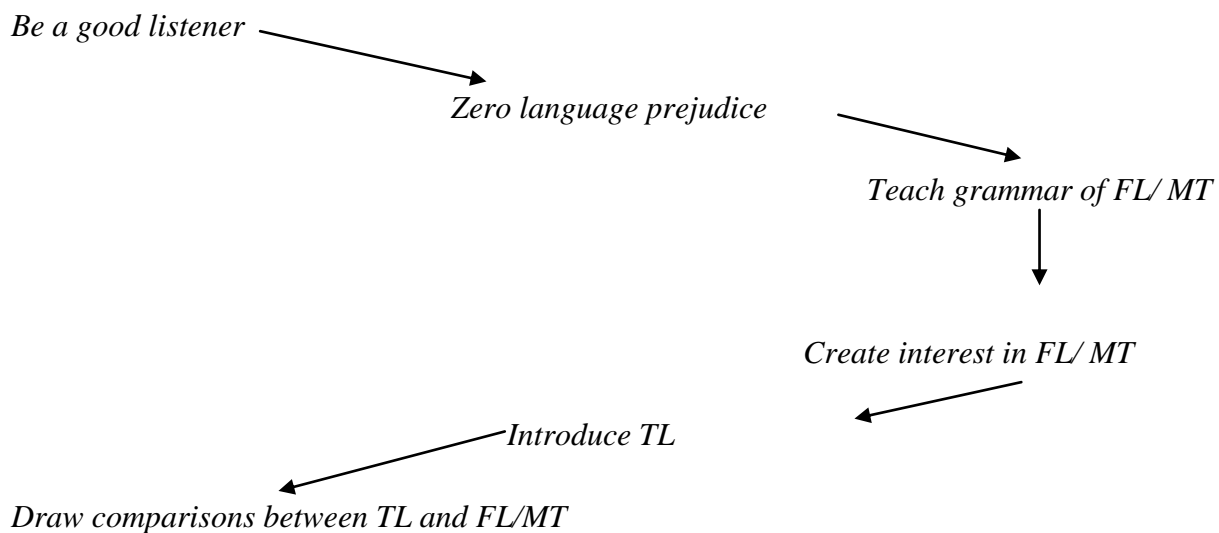 Be a good listener
Zero language prejudice
Teach grammar of FL/ MT
Create interest in FL/ MT
Introduce TL
Draw comparisons between TL and FL/MT